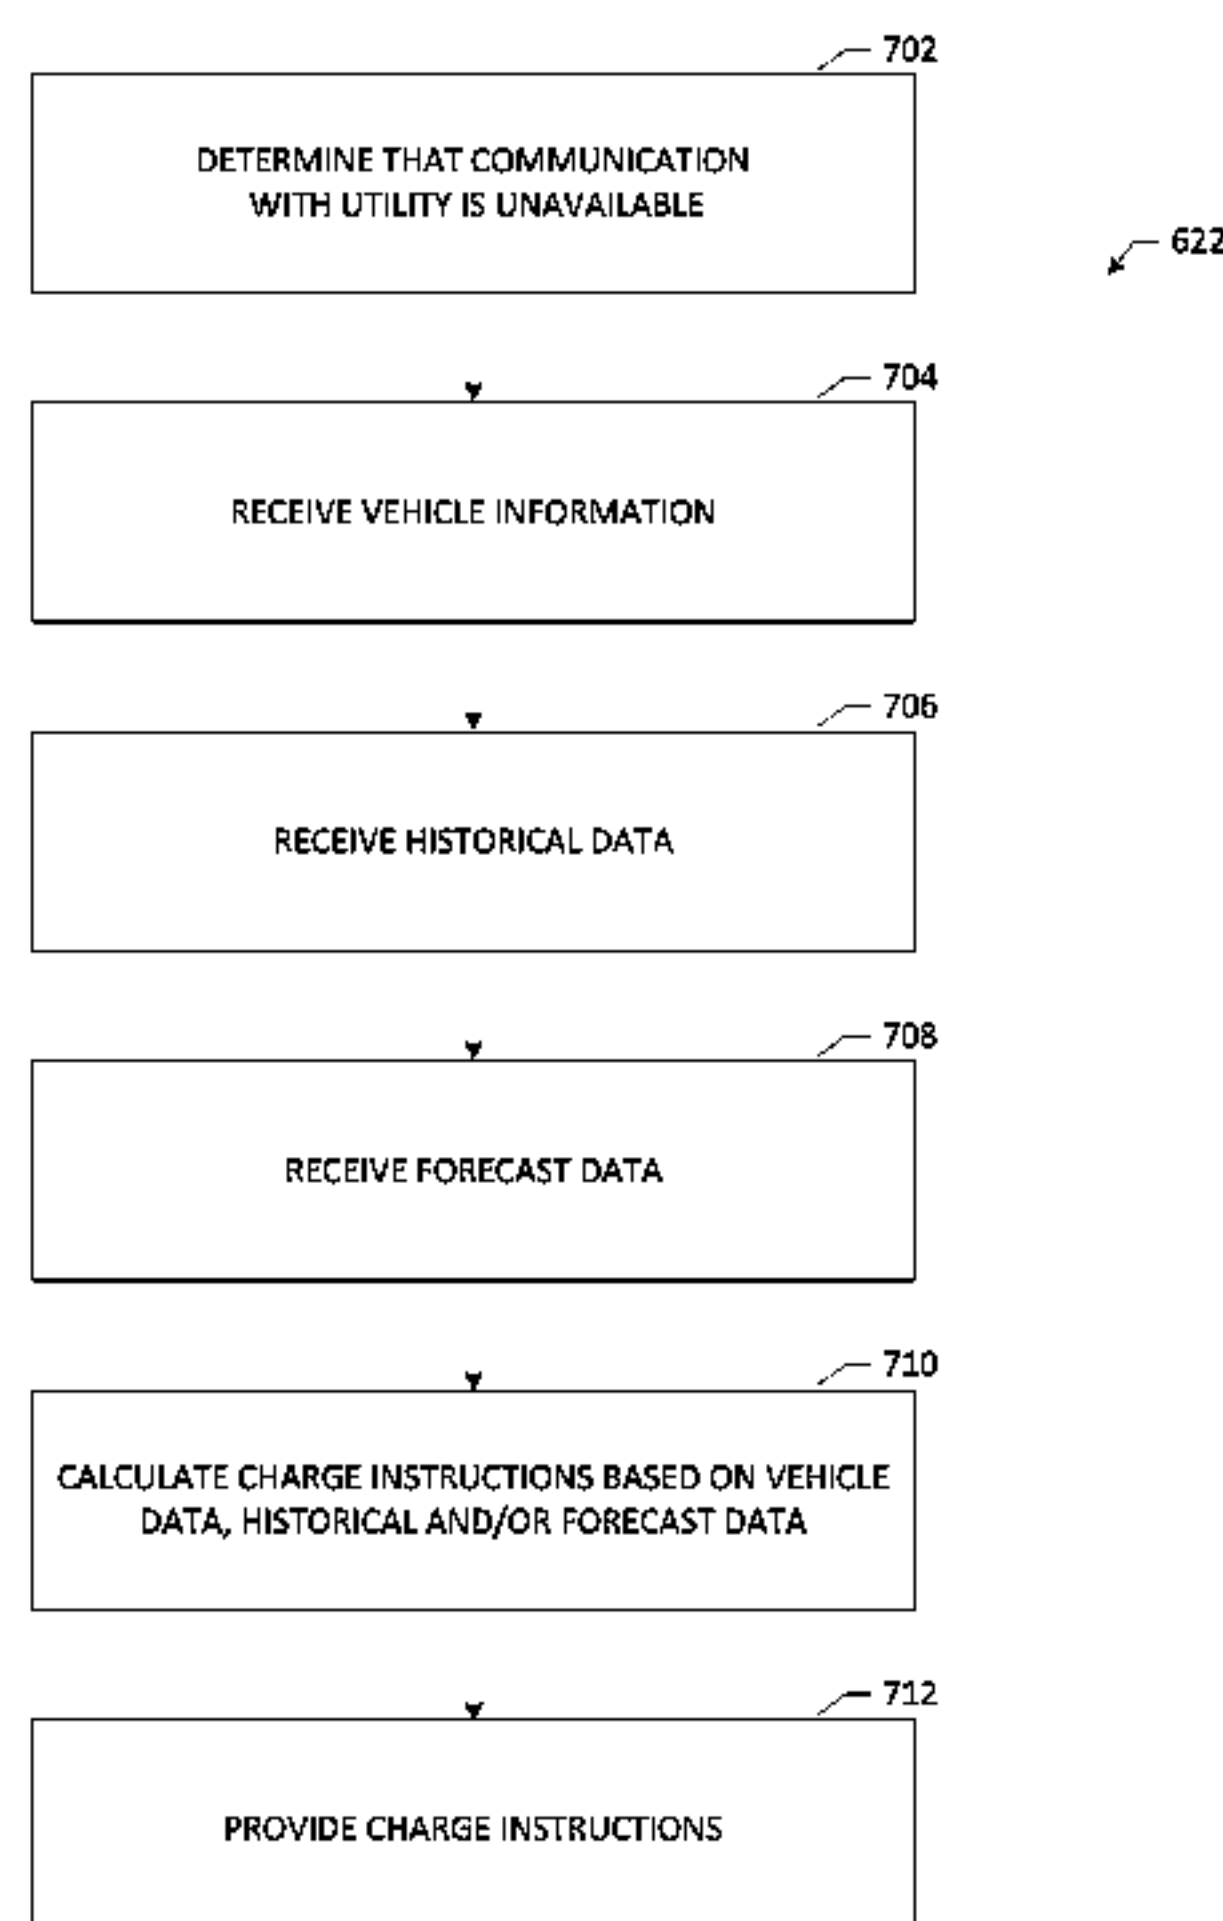 702
DETERMINE THAT COMMUNICATION
WITH UTILITY IS UNAVAILABLE
622
704
RECEIVE VEHICLE INFORMATION
706
RECEIVE HISTORICAL DATA
708
RECEIVE FORECAST DATA
710
CALCULATE CHARGE INSTRUCTIONS BASED ON VEHICLE
DATA, HISTORICAL AND/OR FORECAST DATA
712
PROVIDE CHARGE INSTRUCTIONS